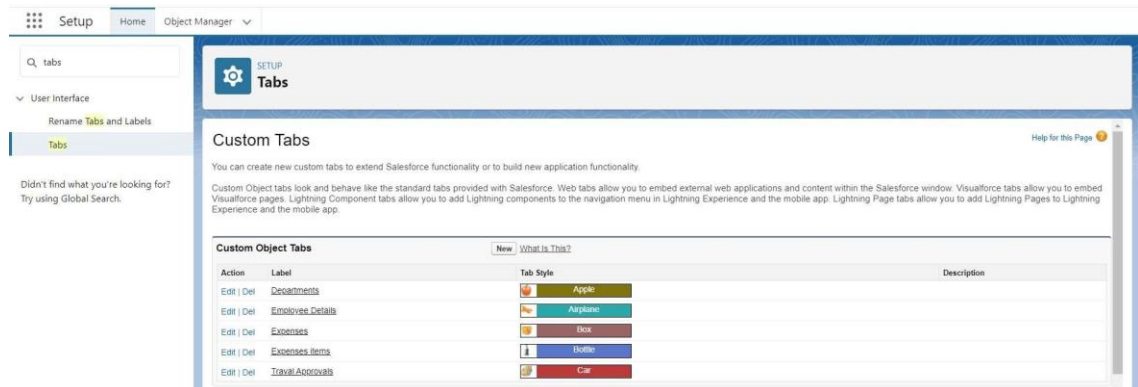 Setup
Home
Object Manager
tabs
User Interface
Rename Tabs and Labels
Tabs
Didn't find what you're looking for?
Try using Global Search.
SETUP
Tabs
Custom Tabs
Help for this Page
You can create new custom tabs to extend Salesforce functionality or to build new application functionality.
Custom Object tabs look and behave like the standard tabs provided with Salesforce. Web tabs allow you to embed external web applications and content within the Salesforce window. Visualforce tabs allow you to embed
Visualforce pages. Lightning Component tabs allow you to add Lightning components to the navigation menu in Lightning Experience and the mobile app. Lightning Page tabs allow you to add Lightning Pages to Lightning
Experience and the mobile app.
Custom Object Tabs New What Is This?
Action Label Tab Style Description
Edit | Del Departments Apple
Edit | Del Employee Details Airplane
Edit | Del Expenses Box
Edit | Del Expenses Items Bottle
Edit | Del Traval Approvals Car